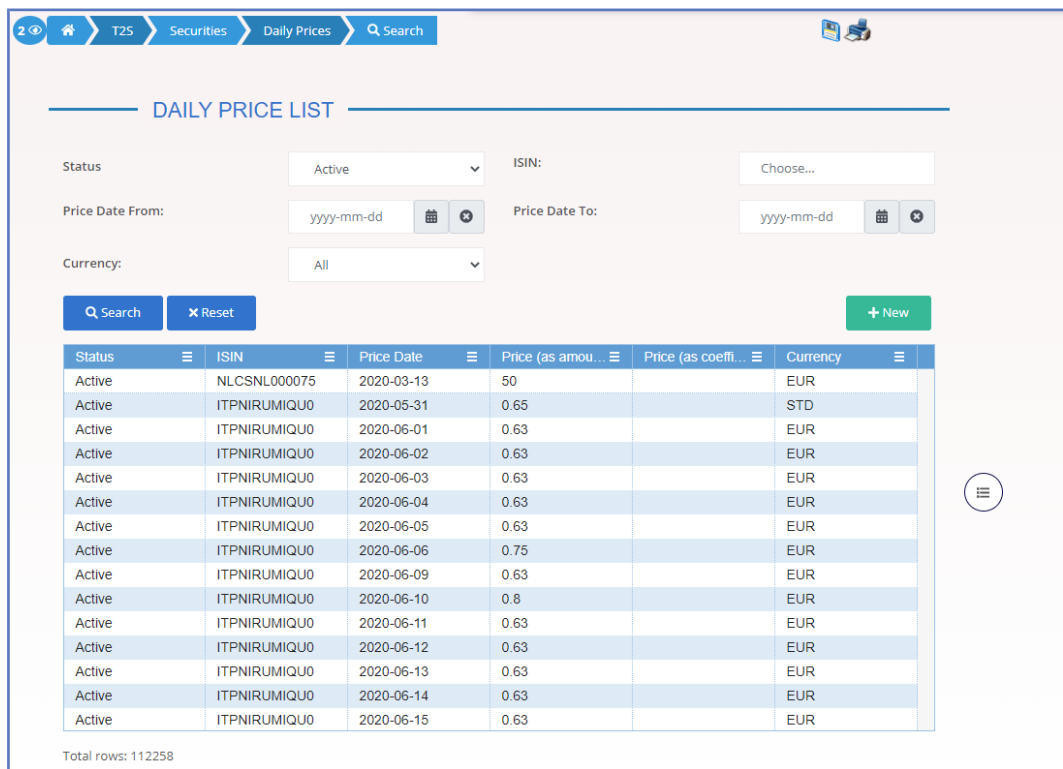 2 T2S Securities Daily Prices Search
DAILY PRICE LIST
Status Active ISIN: Choose...
Price Date From: yyyy-mm-dd Price Date To: yyyy-mm-dd
Currency: All
Search Reset New
Status ISIN Price Date Price (as amou... Price (as coeffi... Currency
Active NLCSNL000075 2020-03-13 50 EUR
Active ITPNIRUMIQU0 2020-05-31 0.65 STD
Active ITPNIRUMIQU0 2020-06-01 0.63 EUR
Active ITPNIRUMIQU0 2020-06-02 0.63 EUR
Active ITPNIRUMIQU0 2020-06-03 0.63 EUR
Active ITPNIRUMIQU0 2020-06-04 0.63 EUR
Active ITPNIRUMIQU0 2020-06-05 0.63 EUR
Active ITPNIRUMIQU0 2020-06-06 0.75 EUR
Active ITPNIRUMIQU0 2020-06-09 0.63 EUR
Active ITPNIRUMIQU0 2020-06-10 0.8 EUR
Active ITPNIRUMIQU0 2020-06-11 0.63 EUR
Active ITPNIRUMIQU0 2020-06-12 0.63 EUR
Active ITPNIRUMIQU0 2020-06-13 0.63 EUR
Active ITPNIRUMIQU0 2020-06-14 0.63 EUR
Active ITPNIRUMIQU0 2020-06-15 0.63 EUR
Total rows: 112258